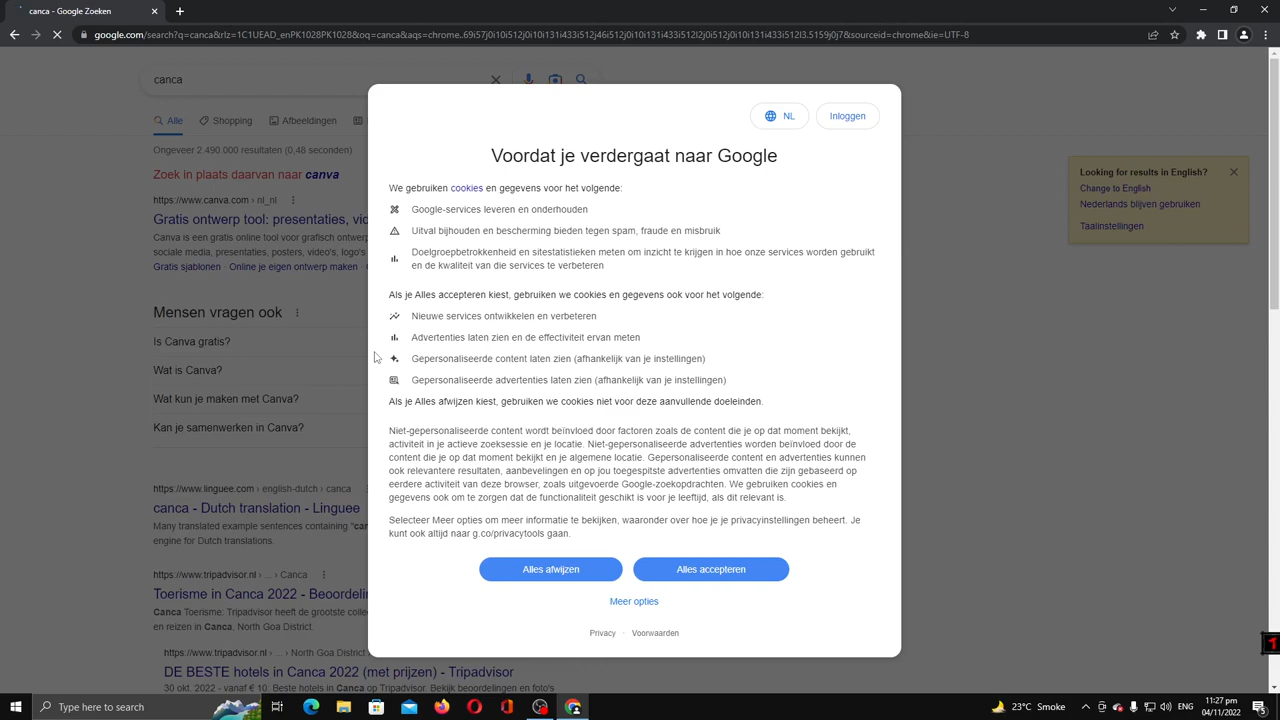 G
google.com/search?q=canca&rlz=1C1UEAD_enPK1028PK1028&oq=canca&aqs=chrome..69i57j0i10i131i433i512j46i512j0i10i131i433i512j0i512j0i10i131i433i512l3.5159j0j7&sourceid=chrome&ie=UTF-8
canca
Alle
Shopping
Afbeeldingen
Ongeveer 2.490.000 resultaten (0,48 seconden)
Zoek in plaats daarvan naar canva
https://www.canva.com › nl_nl
Gratis ontwerp tool: presentaties, vid
Canva is een gratis online tool voor grafisch ontwerp
sociale media, presentaties, posters, video's, logo's
Gratis sjablonen · Online je eigen ontwerp maken ·
Mensen vragen ook
Is Canva gratis?
Wat is Canva?
Wat kun je maken met Canva?
Kan je samenwerken in Canva?
https://www.linguee.com › english-dutch › canca
canca - Dutch translation - Linguee
Many translated example sentences containing "can
engine for Dutch translations.
https://www.tripadvisor.nl › ... › Canca
Toerisme in Canca 2022 - Beoordelin
Canca Toerisme: Tripadvisor heeft de grootste collec
en reizen in Canca, North Goa District.
https://www.tripadvisor.nl › ... › North Goa District
DE BESTE hotels in Canca 2022 (met prijzen) - Tripadvisor
30 okt. 2022 - vanaf € 10: Beste hotels in Canca op Tripadvisor: Bekijk beoordelingen en foto's
NL
Inloggen
Voordat je verdergaat naar Google
We gebruiken cookies en gegevens voor het volgende:
Google-services leveren en onderhouden
Uitval bijhouden en bescherming bieden tegen spam, fraude en misbruik
Doelgroepbetrokkenheid en sitestatistieken meten om inzicht te krijgen in hoe onze services worden gebruikt
en de kwaliteit van die services te verbeteren
Als je Alles accepteren kiest, gebruiken we cookies en gegevens ook voor het volgende:
Nieuwe services ontwikkelen en verbeteren
Advertenties laten zien en de effectiviteit ervan meten
Gepersonaliseerde content laten zien (afhankelijk van je instellingen)
Gepersonaliseerde advertenties laten zien (afhankelijk van je instellingen)
Als je Alles afwijzen kiest, gebruiken we cookies niet voor deze aanvullende doeleinden.
Niet-gepersonaliseerde content wordt beïnvloed door factoren zoals de content die je op dat moment bekijkt,
activiteit in je actieve zoeksessie en je locatie. Niet-gepersonaliseerde advertenties worden beïnvloed door de
content die je op dat moment bekijkt en je algemene locatie. Gepersonaliseerde content en advertenties kunnen
ook relevantere resultaten, aanbevelingen en op jou toegespitste advertenties omvatten die zijn gebaseerd op
eerdere activiteit van deze browser, zoals uitgevoerde Google-zoekopdrachten. We gebruiken cookies en
gegevens ook om te zorgen dat de functionaliteit geschikt is voor je leeftijd, als dit relevant is.
Selecteer Meer opties om meer informatie te bekijken, waaronder over hoe je je privacyinstellingen beheert. Je
kunt ook altijd naar g.co/privacytools gaan.
Alles afwijzen
Alles accepteren
Meer opties
Privacy · Voorwaarden
Looking for results in English?
Change to English
Nederlands blijven gebruiken
Taalinstellingen
1
Type here to search
23°C Smoke
11:27 pm
04/11/2022